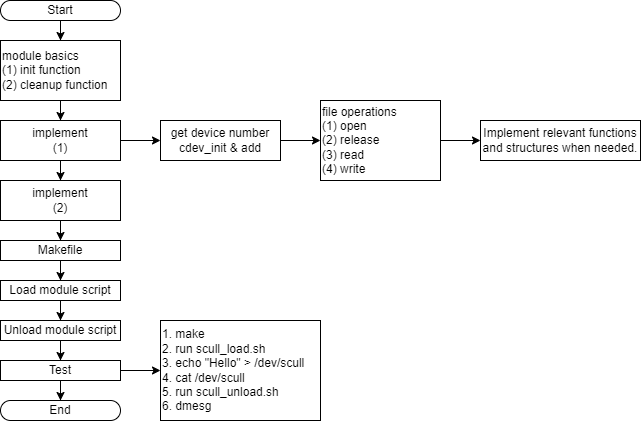 Start
module basics
(1) init function
(2) cleanup function
implement
(1)
get device number
cdev_init & add
file operations
(1) open
(2) release
(3) read
(4) write
Implement relevant functions
and structures when needed.
implement
(2)
Makefile
Load module script
Unload module script
Test
1. make
2. run scull_load.sh
3. echo "Hello" > /dev/scull
4. cat /dev/scull
5. run scull_unload.sh
6. dmesg
End